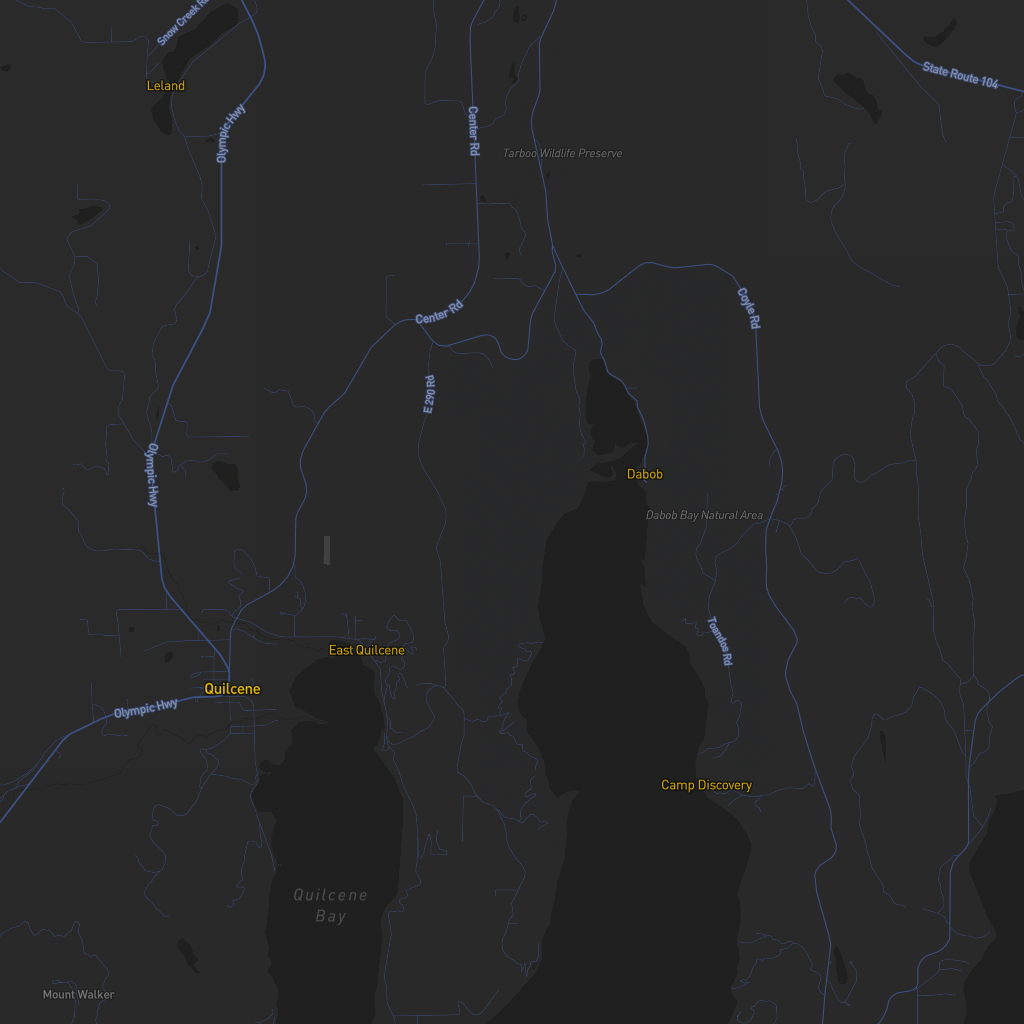 Snow Creek Rd
Leland
Olympic Hwy
State Route 104
Center Rd
Tarboo Wildlife Preserve
Center Rd
Coyle Rd
E 290 Rd
Olympic Hwy
Dabob
Dabob Bay Natural Area
Toandos Rd
East Quilcene
Quilcene
Olympic Hwy
Camp Discovery
Quilcene
Bay
Mount Walker